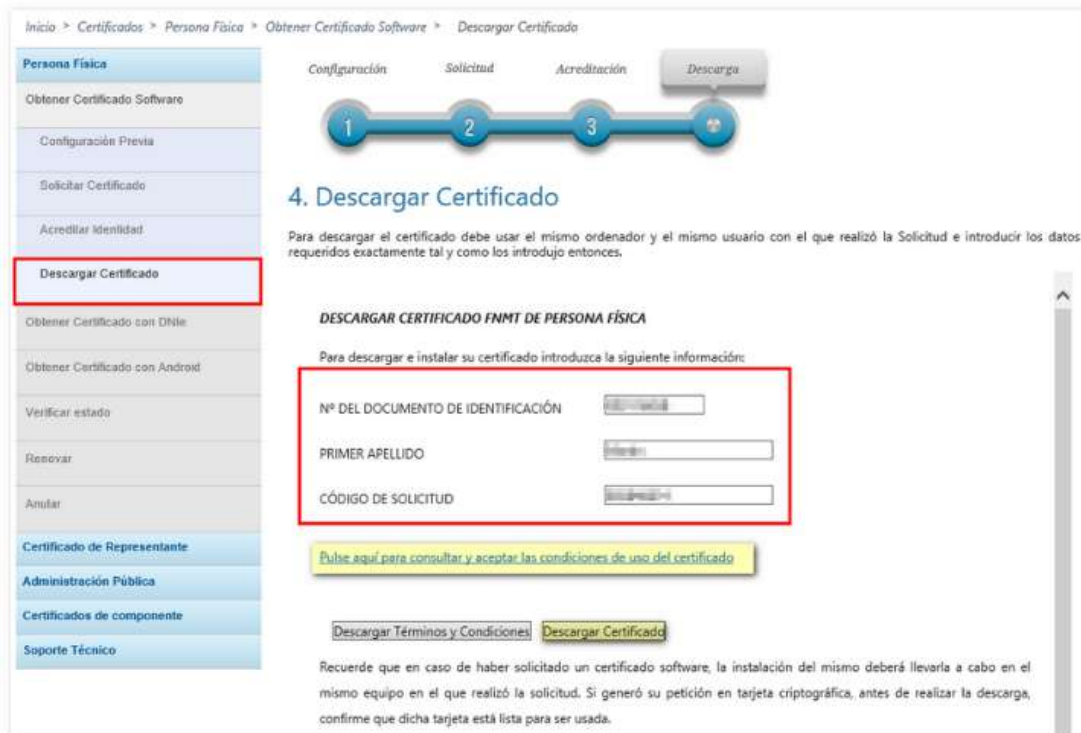 Inicio > Certificados > Persona Física > Obtener Certificado Software > Descargar Certificado
Persona Física
Obtener Certificado Software
Configuración Previa
Solicitar Certificado
Acreditar Identidad
Descargar Certificado
Obtener Certificado con DNIe
Obtener Certificado con Android
Verificar estado
Renovar
Anular
Certificado de Representante
Administración Pública
Certificados de componente
Soporte Técnico
Configuración Solicitud Acreditación Descarga
1 2 3
4. Descargar Certificado
Para descargar el certificado debe usar el mismo ordenador y el mismo usuario con el que realizó la Solicitud e introducir los datos
requeridos exactamente tal y como los introdujo entonces.
DESCARGAR CERTIFICADO FNMT DE PERSONA FÍSICA
Para descargar e instalar su certificado introduzca la siguiente información:
Nº DEL DOCUMENTO DE IDENTIFICACIÓN
PRIMER APELLIDO
CÓDIGO DE SOLICITUD
Pulse aquí para consultar y aceptar las condiciones de uso del certificado
Descargar Términos y Condiciones Descargar Certificado
Recuerde que en caso de haber solicitado un certificado software, la instalación del mismo deberá llevarla a cabo en el
mismo equipo en el que realizó la solicitud. Si generó su petición en tarjeta criptográfica, antes de realizar la descarga,
confirme que dicha tarjeta está lista para ser usada.